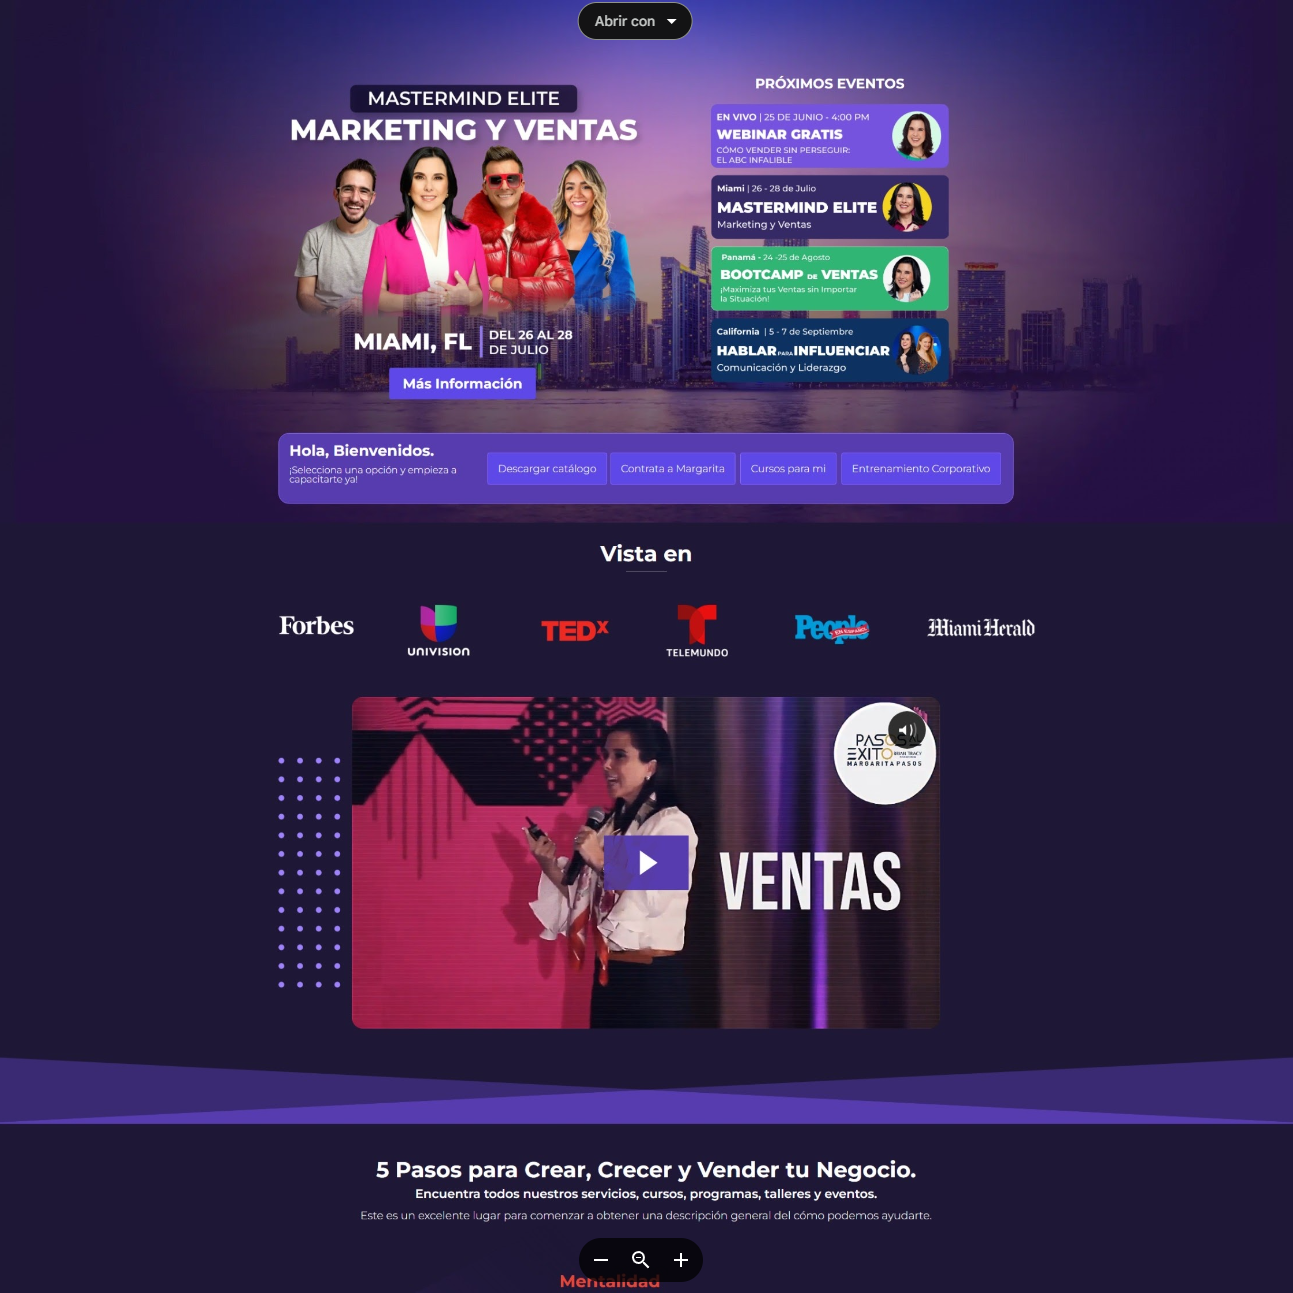 Abrir con
MASTERMIND ELITE
MARKETING Y VENTAS
MIAMI, FL
DEL 26 AL 28
DE JULIO
Más Información
PRÓXIMOS EVENTOS
EN VIVO | 25 DE JUNIO - 4:00 PM
WEBINAR GRATIS
CÓMO VENDER SIN PERSEGUIR:
EL ABC INFALIBLE
Miami | 26 - 28 de Julio
MASTERMIND ELITE
Marketing y Ventas
Panamá - 24 -25 de Agosto
BOOTCAMP DE VENTAS
¡Maximiza tus Ventas sin Importar
la Situación!
California | 5 - 7 de Septiembre
HABLAR PARA INFLUENCIAR
Comunicación y Liderazgo
Hola, Bienvenidos.
¡Selecciona una opción y empieza a
capacitarte ya!
Descargar catálogo
Contrata a Margarita
Cursos para mi
Entrenamiento Corporativo
Vista en
Forbes
UNIVISION
TEDx
TELEMUNDO
People
EN ESPAÑOL
Miami Herald
EXITO
BRIAN TRACY
MARGARITA PASOS
VENTAS
5 Pasos para Crear, Crecer y Vender tu Negocio.
Encuentra todos nuestros servicios, cursos, programas, talleres y eventos.
Este es un excelente lugar para comenzar a obtener una descripción general del cómo podemos ayudarte.
Mentalidad